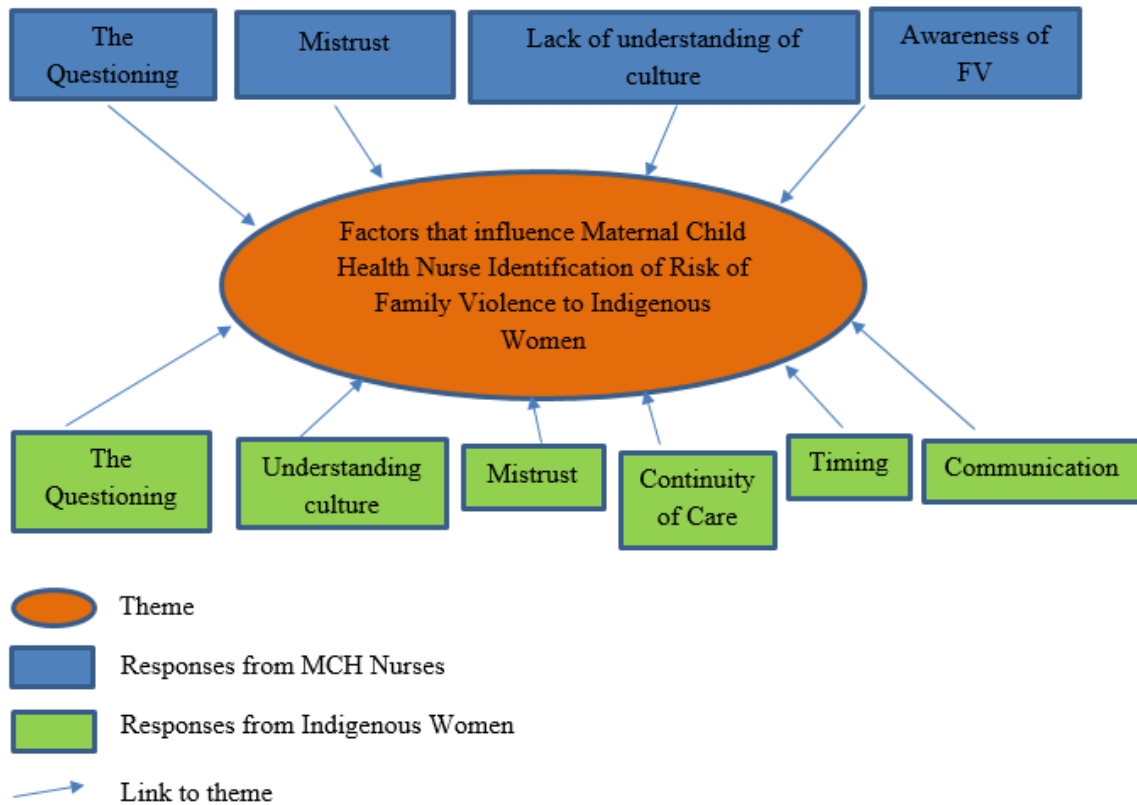 The
Questioning
Mistrust
Lack of understanding of
culture
Awareness of
FV
Factors that influence Maternal Child
Health Nurse Identification of Risk of
Family Violence to Indigenous
Women
The
Questioning
Understanding
culture
Mistrust
Continuity
of Care
Timing
Communication
Theme
Responses from MCH Nurses
Responses from Indigenous Women
Link to theme